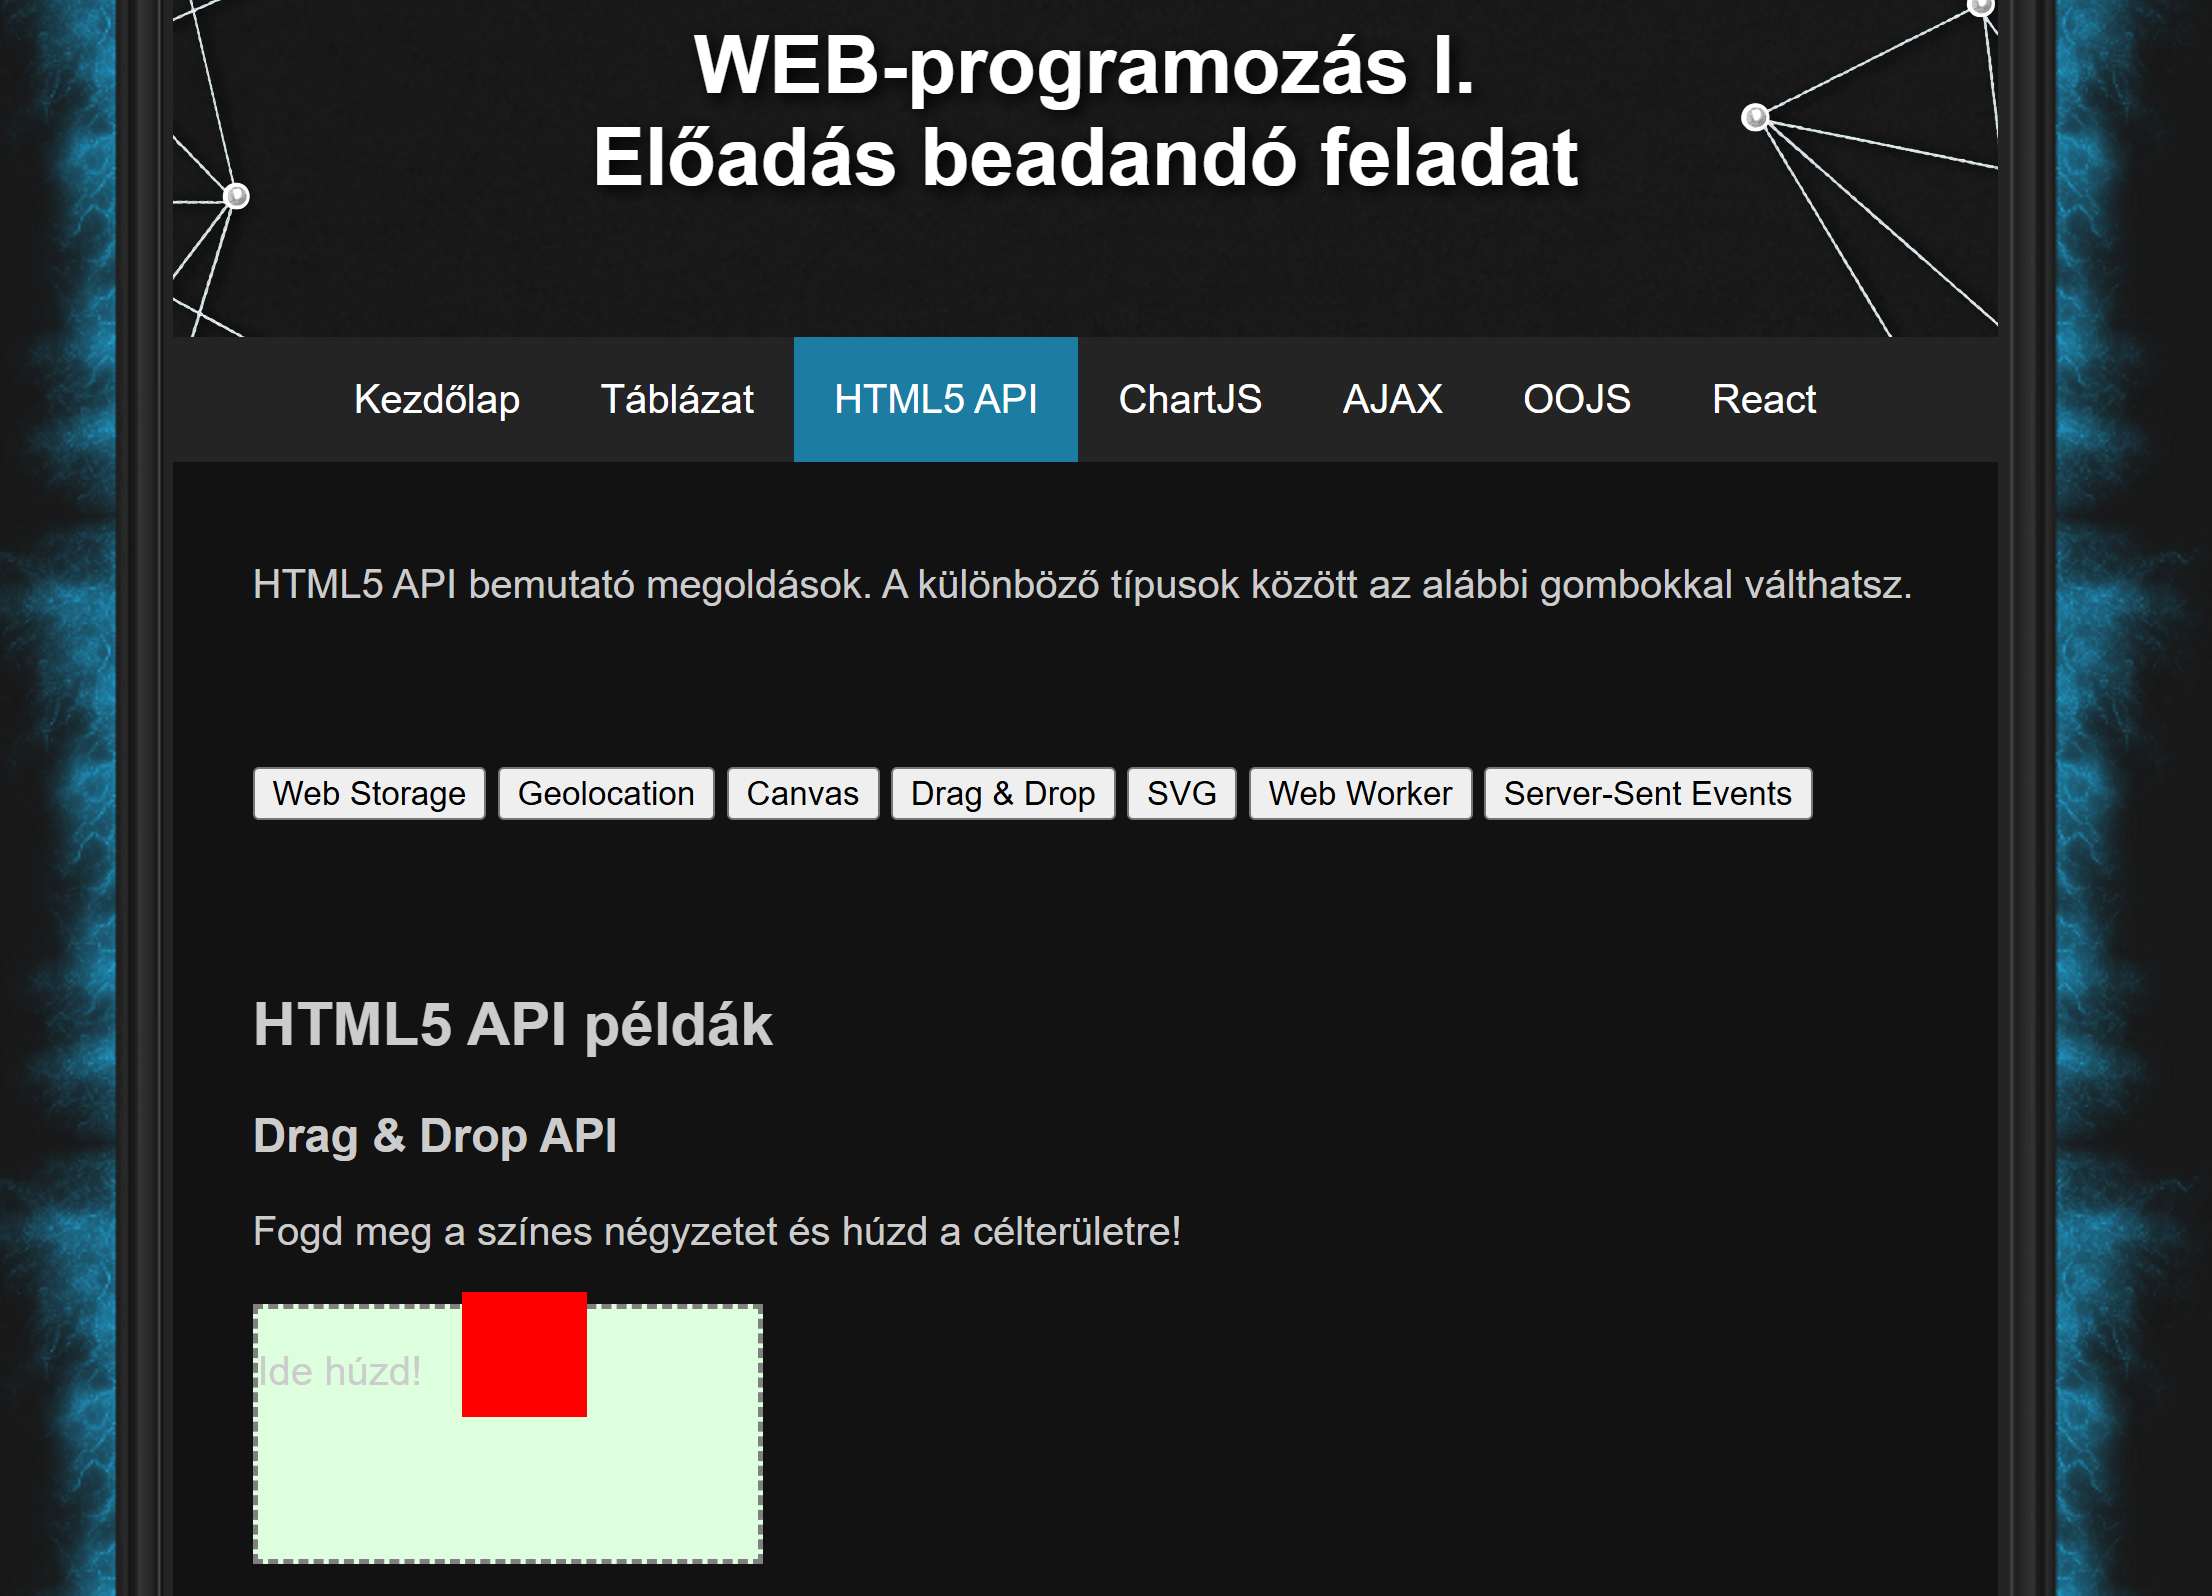 WEB-programozás I.
Előadás beadandó feladat
Kezdőlap Táblázat HTML5 API ChartJS AJAX OOJS React
HTML5 API bemutató megoldások. A különböző típusok között az alábbi gombokkal válthatsz.
Web Storage Geolocation Canvas Drag & Drop SVG Web Worker Server-Sent Events
HTML5 API példák
Drag & Drop API
Fogd meg a színes négyzetet és húzd a célterületre!
Ide húzd!